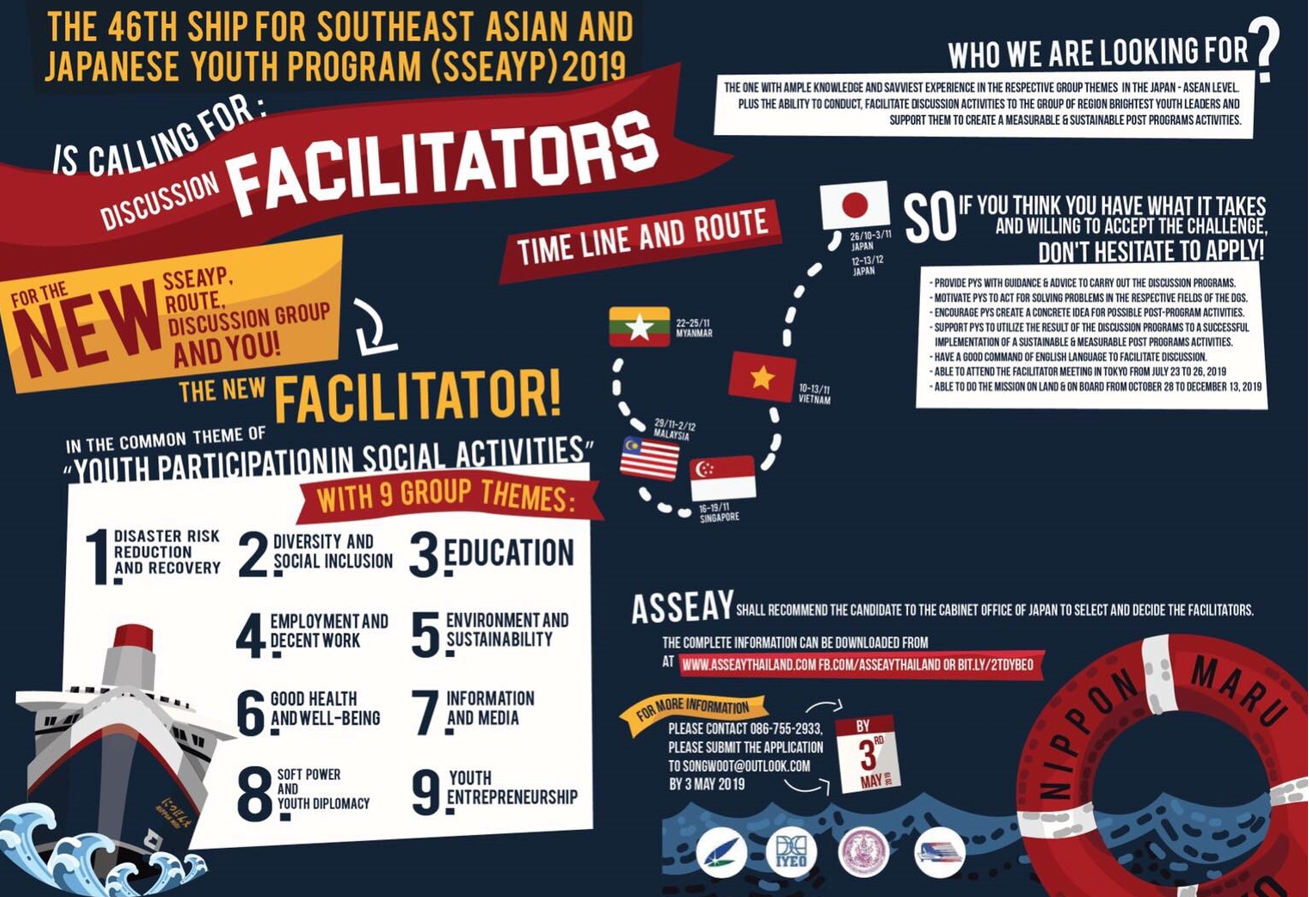 THE 46TH SHIP FOR SOUTHEAST ASIAN AND
JAPANESE YOUTH PROGRAM (SSEAYP) 2019
IS CALLING FOR :
DISCUSSION FACILITATORS
FOR THE
NEW
SSEAYP,
ROUTE,
DISCUSSION GROUP
AND YOU!
THE NEW FACILITATOR!
IN THE COMMON THEME OF
"YOUTH PARTICIPATIONIN SOCIAL ACTIVITIES"
WITH 9 GROUP THEMES:
1. DISASTER RISK
REDUCTION
AND RECOVERY
2. DIVERSITY AND
SOCIAL INCLUSION
3. EDUCATION
4. EMPLOYMENT AND
DECENT WORK
5. ENVIRONMENT AND
SUSTAINABILITY
6. GOOD HEALTH
AND WELL-BEING
7. INFORMATION
AND MEDIA
8. SOFT POWER
AND
YOUTH DIPLOMACY
9. YOUTH
ENTREPRENEURSHIP
にっぽん丸
NIPPON MARU
TIME LINE AND ROUTE
26/10-3/11
JAPAN
12-13/12
JAPAN
22-25/11
MYANMAR
10-13/11
VIETNAM
29/11-2/12
MALAYSIA
16-19/11
SINGAPORE
WHO WE ARE LOOKING FOR?
THE ONE WITH AMPLE KNOWLEDGE AND SAVVIEST EXPERIENCE IN THE RESPECTIVE GROUP THEMES IN THE JAPAN - ASEAN LEVEL.
PLUS THE ABILITY TO CONDUCT, FACILITATE DISCUSSION ACTIVITIES TO THE GROUP OF REGION BRIGHTEST YOUTH LEADERS AND
SUPPORT THEM TO CREATE A MEASURABLE & SUSTAINABLE POST PROGRAMS ACTIVITIES.
SO IF YOU THINK YOU HAVE WHAT IT TAKES
AND WILLING TO ACCEPT THE CHALLENGE,
DON'T HESITATE TO APPLY!
- PROVIDE PYS WITH GUIDANCE & ADVICE TO CARRY OUT THE DISCUSSION PROGRAMS.
- MOTIVATE PYS TO ACT FOR SOLVING PROBLEMS IN THE RESPECTIVE FIELDS OF THE DGS.
- ENCOURAGE PYS CREATE A CONCRETE IDEA FOR POSSIBLE POST-PROGRAM ACTIVITIES.
- SUPPORT PYS TO UTILIZE THE RESULT OF THE DISCUSSION PROGRAMS TO A SUCCESSFUL
IMPLEMENTATION OF A SUSTAINABLE & MEASURABLE POST PROGRAMS ACTIVITIES.
- HAVE A GOOD COMMAND OF ENGLISH LANGUAGE TO FACILITATE DISCUSSION.
- ABLE TO ATTEND THE FACILITATOR MEETING IN TOKYO FROM JULY 23 TO 26, 2019
- ABLE TO DO THE MISSION ON LAND & ON BOARD FROM OCTOBER 28 TO DECEMBER 13, 2019
ASSEAY SHALL RECOMMEND THE CANDIDATE TO THE CABINET OFFICE OF JAPAN TO SELECT AND DECIDE THE FACILITATORS.
THE COMPLETE INFORMATION CAN BE DOWNLOADED FROM
AT WWW.ASSEAYTHAILAND.COM FB.COM/ASSEAYTHAILAND OR BIT.LY/2TDYBEO
FOR MORE INFORMATION
PLEASE CONTACT 086-755-2933,
PLEASE SUBMIT THE APPLICATION
TO SONGWOOT@OUTLOOK.COM
BY 3 MAY 2019
BY
3RD
MAY 2019
IYEO
NIPPON MARU